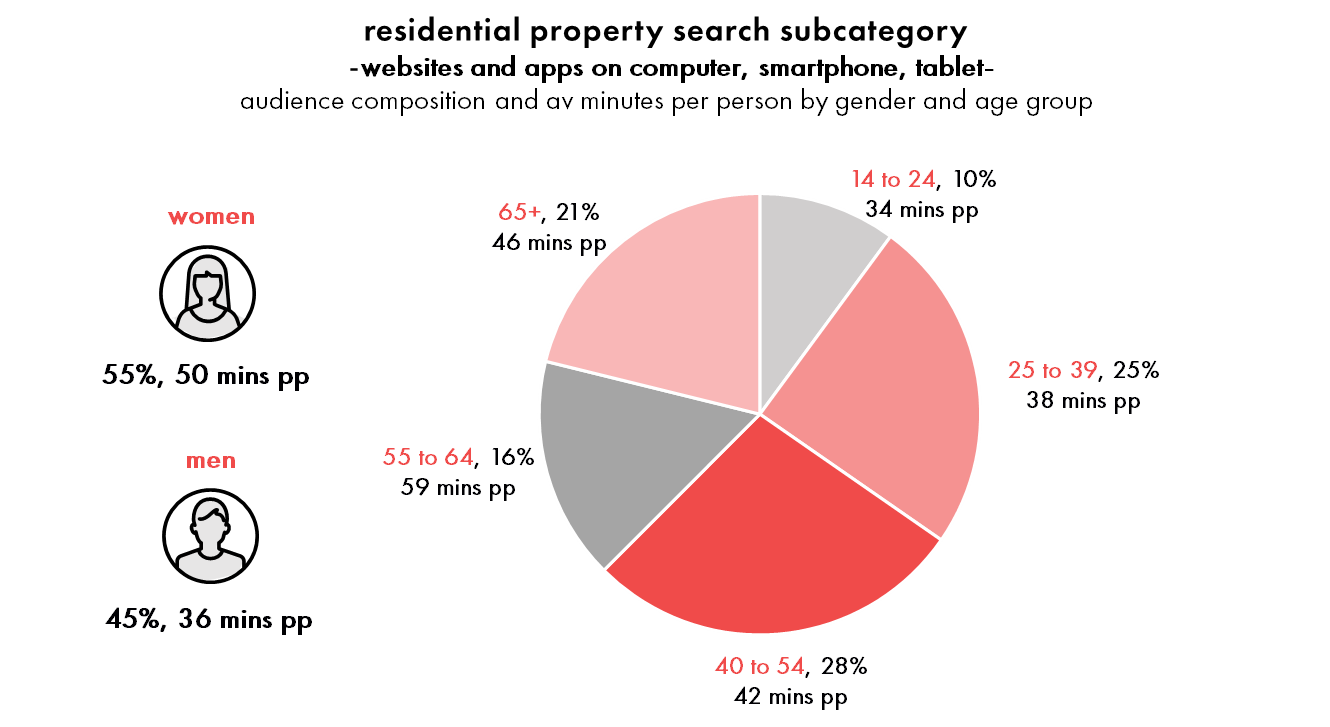 residential property search subcategory
-websites and apps on computer, smartphone, tablet-
audience composition and av minutes per person by gender and age group
women
55%, 50 mins pp
men
45%, 36 mins pp
14 to 24, 10%
34 mins pp
25 to 39, 25%
38 mins pp
40 to 54, 28%
42 mins pp
55 to 64, 16%
59 mins pp
65+, 21%
46 mins pp